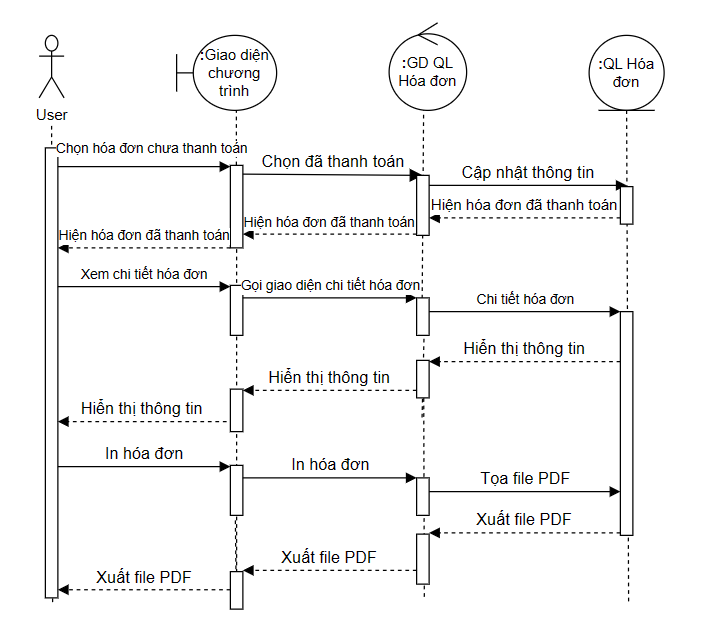 :Giao diện
chương
trình
:GD QL
Hóa đơn
:QL Hóa
đơn
User
Chọn hóa đơn chưa thanh toán
Chọn đã thanh toán
Cập nhật thông tin
Hiện hóa đơn đã thanh toán
Hiện hóa đơn đã thanh toán
Hiện hóa đơn đã thanh toán
Xem chi tiết hóa đơn
Gọi giao diện chi tiết hóa đơn
Chi tiết hóa đơn
Hiển thị thông tin
Hiển thị thông tin
Hiển thị thông tin
In hóa đơn
In hóa đơn
Tọa file PDF
Xuất file PDF
Xuất file PDF
Xuất file PDF